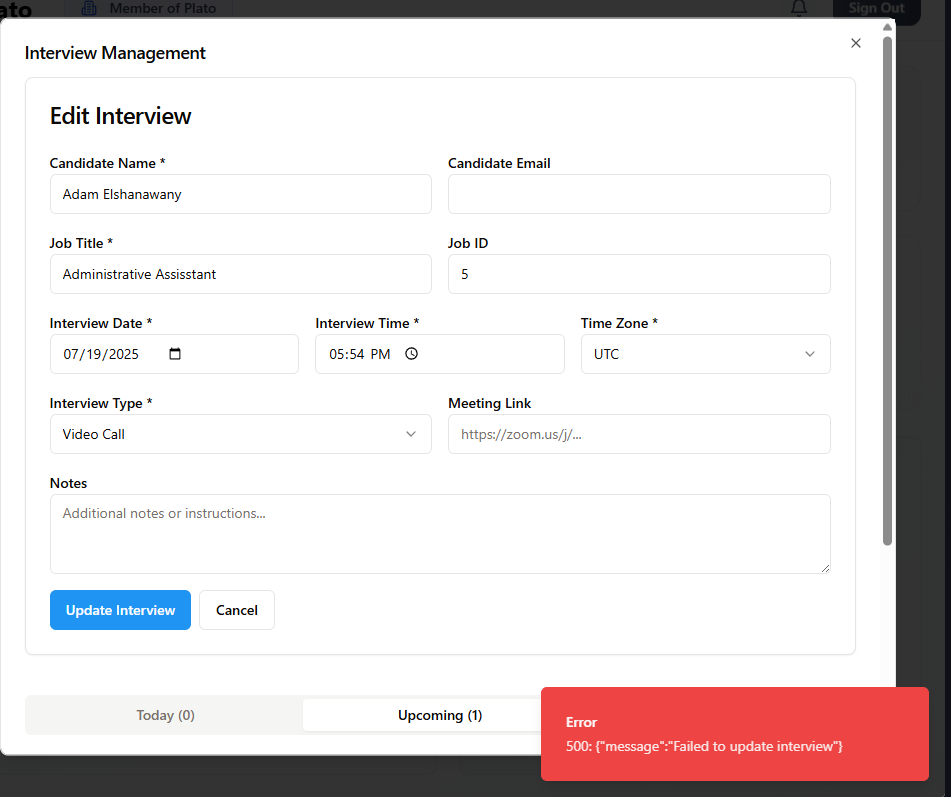 ato
Member of Plato
Sign Out
Interview Management
Edit Interview
Candidate Name *
Candidate Email
Adam Elshanawany
Job Title *
Job ID
Administrative Assisstant
5
Interview Date *
Interview Time *
Time Zone *
07/19/2025
05:54 PM
UTC
Interview Type *
Meeting Link
Video Call
https://zoom.us/j/...
Notes
Additional notes or instructions...
Update Interview
Cancel
Today (0)
Upcoming (1)
Error
500: {"message":"Failed to update interview"}